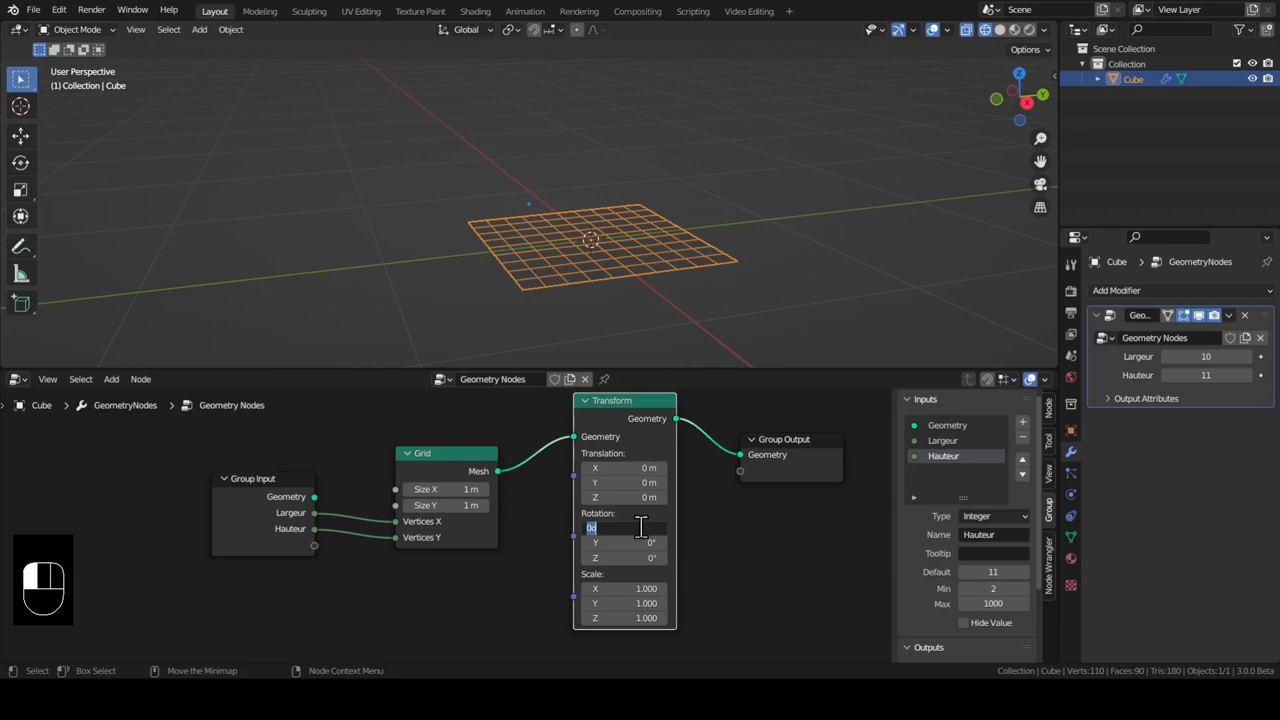 File Edit Render Window Help Layout Modeling Sculpting UV Editing Texture Paint Shading Animation Rendering Compositing Scripting Video Editing + Scene View Layer
Object Mode View Select Add Object Global
Options
User Perspective
(1) Collection | Cube
Z
Y
X
Scene Collection
Collection
Cube
Cube GeometryNodes
Add Modifier
Geo...
Geometry Nodes
Largeur 10
Hauteur 11
Output Attributes
View Select Add Node Geometry Nodes
Cube GeometryNodes Geometry Nodes
Group Input
Geometry
Largeur
Hauteur
Grid
Mesh
Size X 1 m
Size Y 1 m
Vertices X
Vertices Y
Transform
Geometry
Geometry
Translation:
X 0 m
Y 0 m
Z 0 m
Rotation:
0d
Y 0°
Z 0°
Scale:
X 1.000
Y 1.000
Z 1.000
Group Output
Geometry
Inputs
Geometry
Largeur
Hauteur
Type Integer
Name Hauteur
Tooltip
Default 11
Min 2
Max 1000
Hide Value
Outputs
Node
Tool
View
Group
Node Wrangler
Select Box Select Move the Minimap Node Context Menu Collection | Cube | Verts:110 | Faces:90 | Tris:180 | Objects:1/1 | 3.0.0 Beta